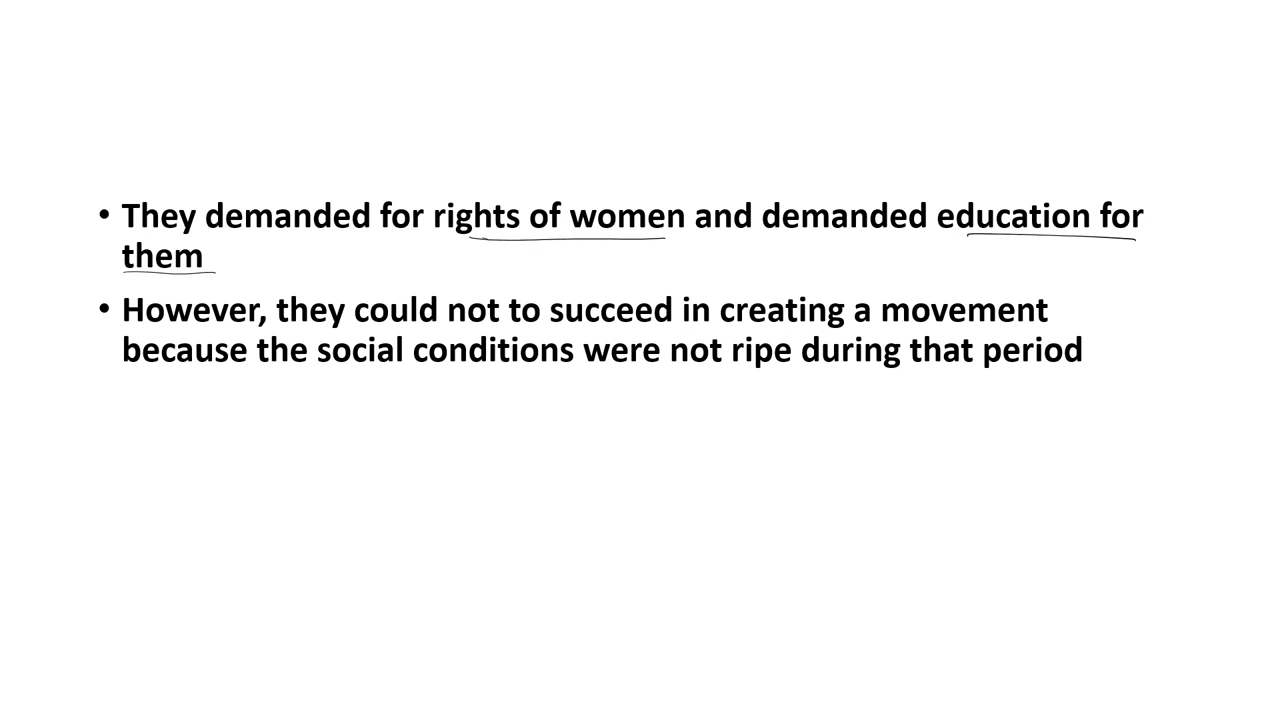 • They demanded for rights of women and demanded education for
them
• However, they could not to succeed in creating a movement
because the social conditions were not ripe during that period